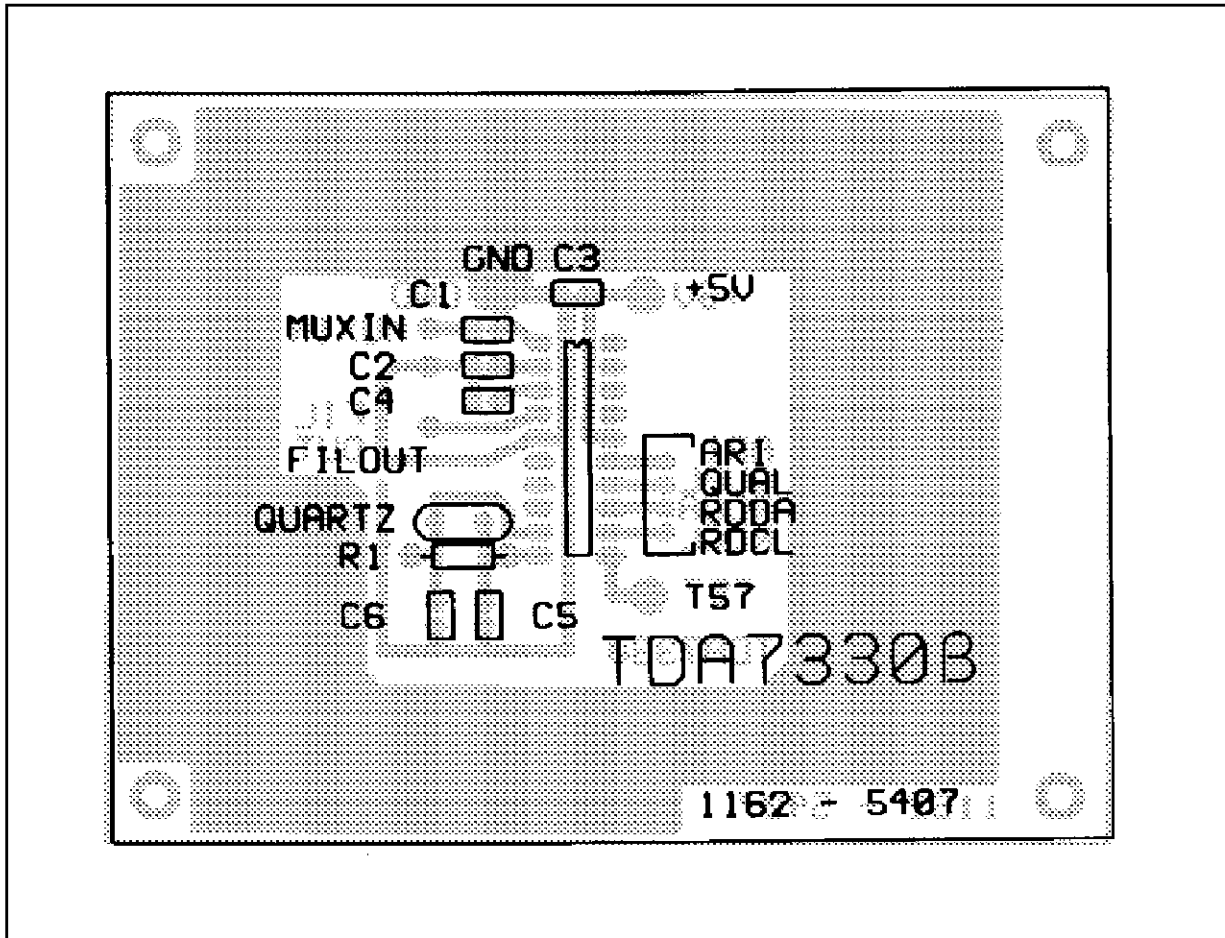 GND C3
C1 +5V
MUXIN
C2
C4
FILOUT
ARI
QUAL
RDDA
RDCL
QUARTZ
R1
T57
C6 C5
TDA7330B
1162 - 5407